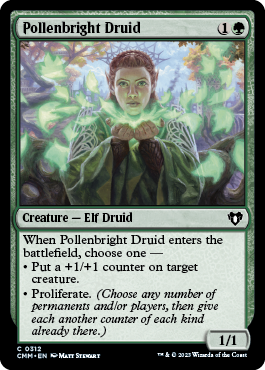 Pollenbright Druid 1
Creature — Elf Druid
When Pollenbright Druid enters the
battlefield, choose one —
• Put a +1/+1 counter on target
creature.
• Proliferate. (Choose any number of
permanents and/or players, then give
each another counter of each kind
already there.)
1/1
C 0312
CMM • EN Matt Stewart
™ & © 2023 Wizards of the Coast